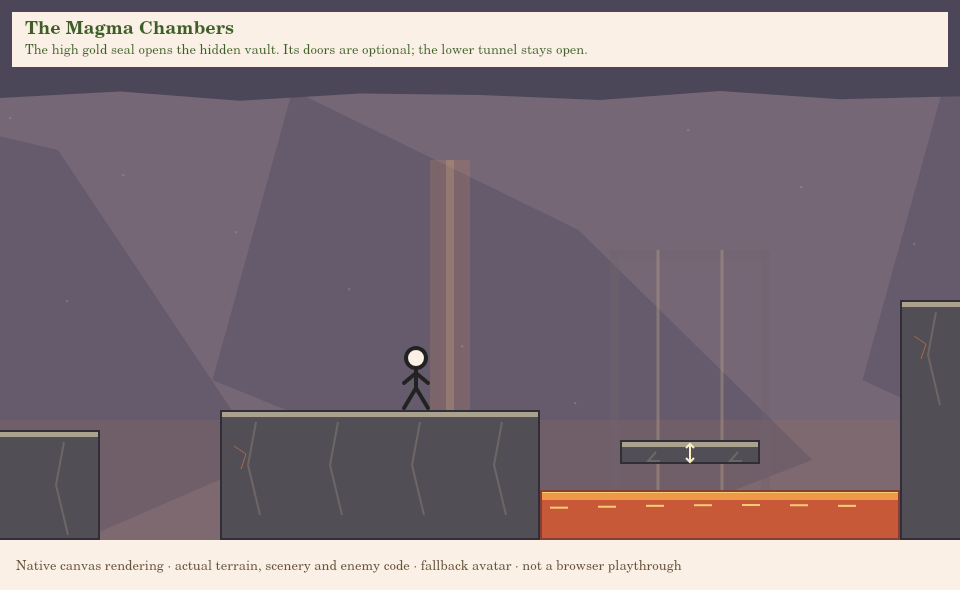 The Magma Chambers
The high gold seal opens the hidden vault. Its doors are optional; the lower tunnel stays open.
Native canvas rendering · actual terrain, scenery and enemy code · fallback avatar · not a browser playthrough